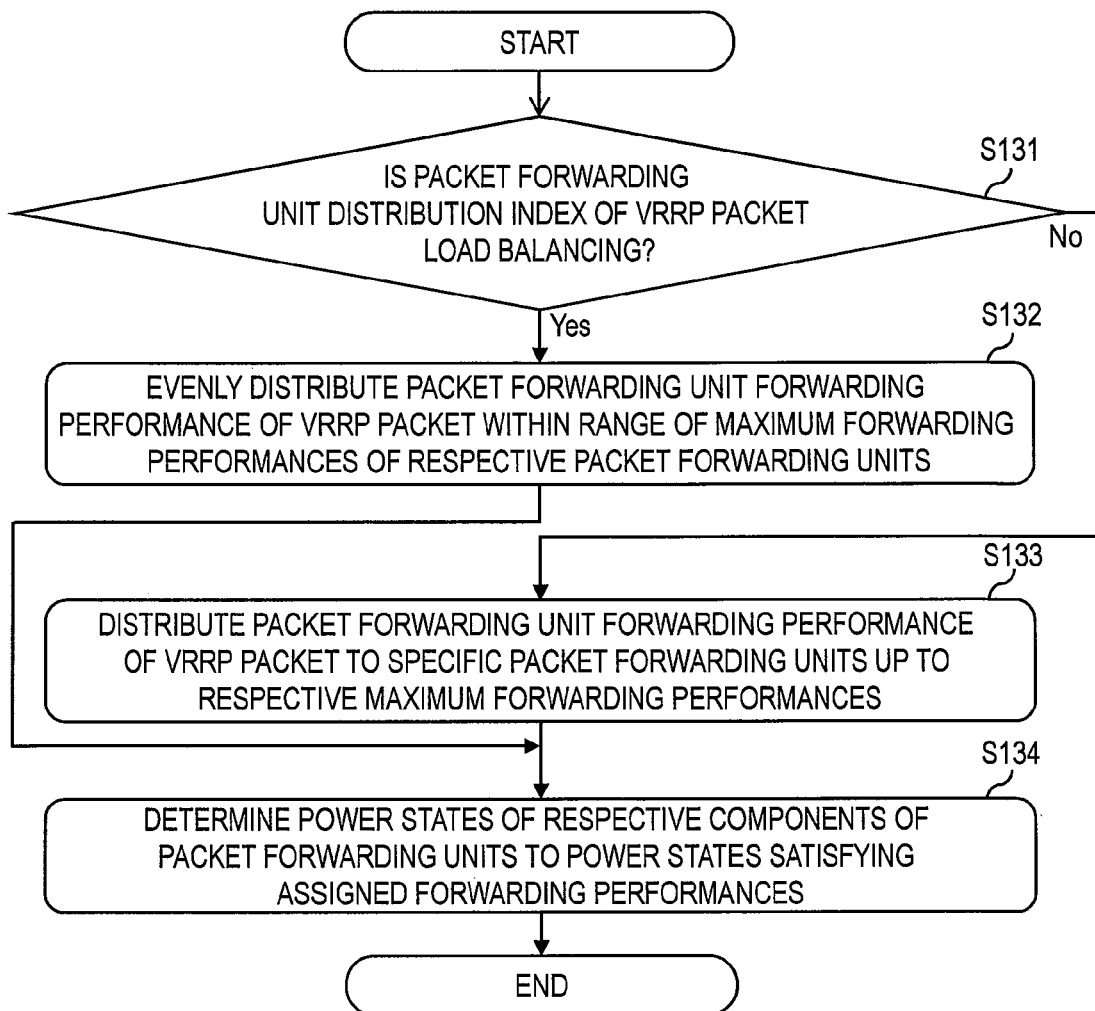 START
S131
IS PACKET FORWARDING
UNIT DISTRIBUTION INDEX OF VRRP PACKET
LOAD BALANCING?
No
Yes
S132
EVENLY DISTRIBUTE PACKET FORWARDING UNIT FORWARDING
PERFORMANCE OF VRRP PACKET WITHIN RANGE OF MAXIMUM FORWARDING
PERFORMANCES OF RESPECTIVE PACKET FORWARDING UNITS
S133
DISTRIBUTE PACKET FORWARDING UNIT FORWARDING PERFORMANCE
OF VRRP PACKET TO SPECIFIC PACKET FORWARDING UNITS UP TO
RESPECTIVE MAXIMUM FORWARDING PERFORMANCES
S134
DETERMINE POWER STATES OF RESPECTIVE COMPONENTS OF
PACKET FORWARDING UNITS TO POWER STATES SATISFYING
ASSIGNED FORWARDING PERFORMANCES
END